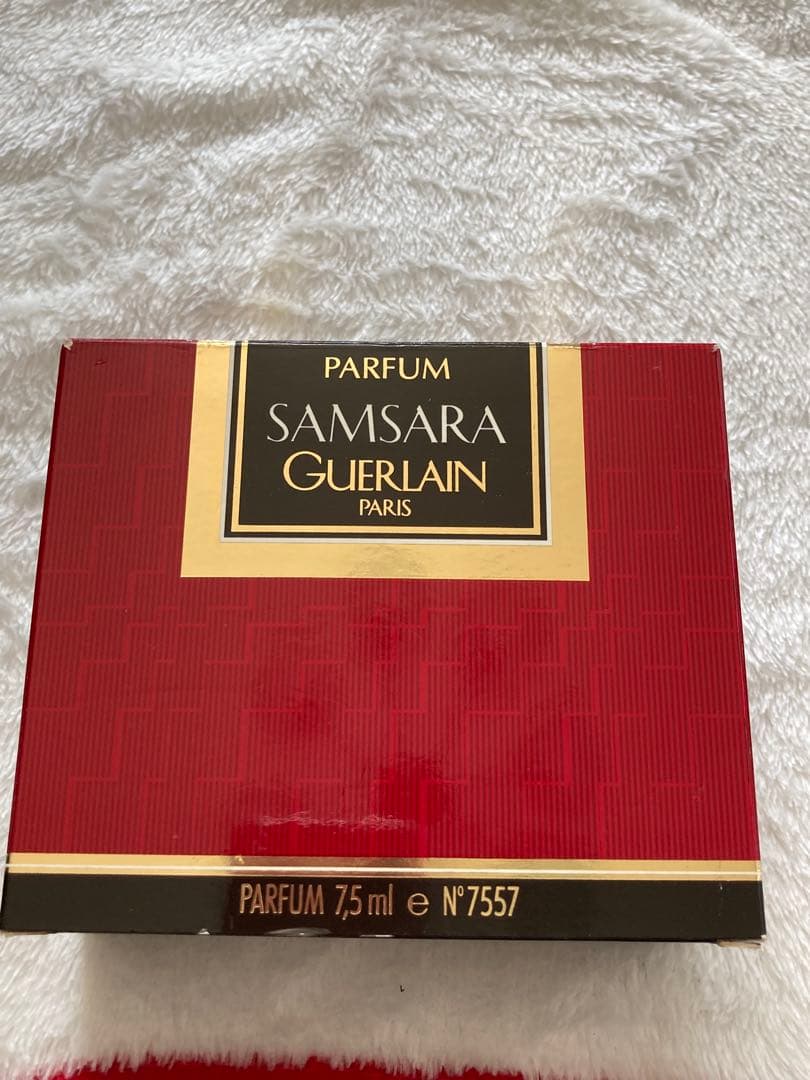 PARFUM
SAMSARA
GUERLAIN
PARIS
PARFUM 7,5 ml e N°7557